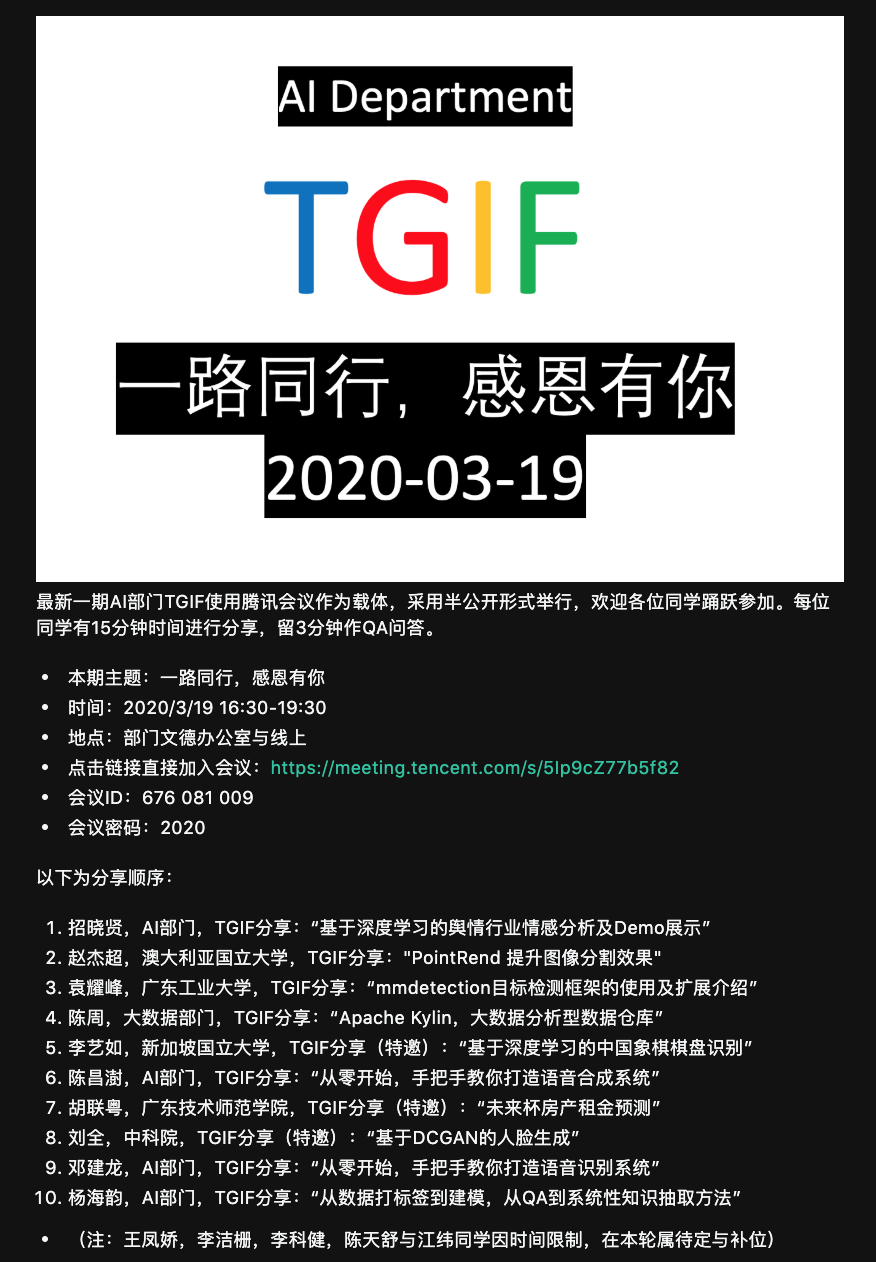 AI Department
TGIF
一路同行，感恩有你
2020-03-19
最新一期AI部门TGIF使用腾讯会议作为载体，采用半公开形式举行，欢迎各位同学踊跃参加。每位
同学有15分钟时间进行分享，留3分钟作QA问答。
• 本期主题：一路同行，感恩有你
• 时间：2020/3/19 16:30-19:30
• 地点：部门文德办公室与线上
• 点击链接直接加入会议：https://meeting.tencent.com/s/5Ip9cZ77b5f82
• 会议ID：676 081 009
• 会议密码：2020
以下为分享顺序：
1. 招晓贤，AI部门，TGIF分享：“基于深度学习的舆情行业情感分析及Demo展示”
2. 赵杰超，澳大利亚国立大学，TGIF分享："PointRend 提升图像分割效果"
3. 袁耀峰，广东工业大学，TGIF分享：“mmdetection目标检测框架的使用及扩展介绍”
4. 陈周，大数据部门，TGIF分享：“Apache Kylin，大数据分析型数据仓库”
5. 李艺如，新加坡国立大学，TGIF分享（特邀）：“基于深度学习的中国象棋棋盘识别”
6. 陈昌澍，AI部门，TGIF分享：“从零开始，手把手教你打造语音合成系统”
7. 胡联粤，广东技术师范学院，TGIF分享（特邀）：“未来杯房产租金预测”
8. 刘全，中科院，TGIF分享（特邀）：“基于DCGAN的人脸生成”
9. 邓建龙，AI部门，TGIF分享：“从零开始，手把手教你打造语音识别系统”
10. 杨海韵，AI部门，TGIF分享：“从数据打标签到建模，从QA到系统性知识抽取方法”
• （注：王凤娇，李洁栅，李科健，陈天舒与江纬同学因时间限制，在本轮属待定与补位）